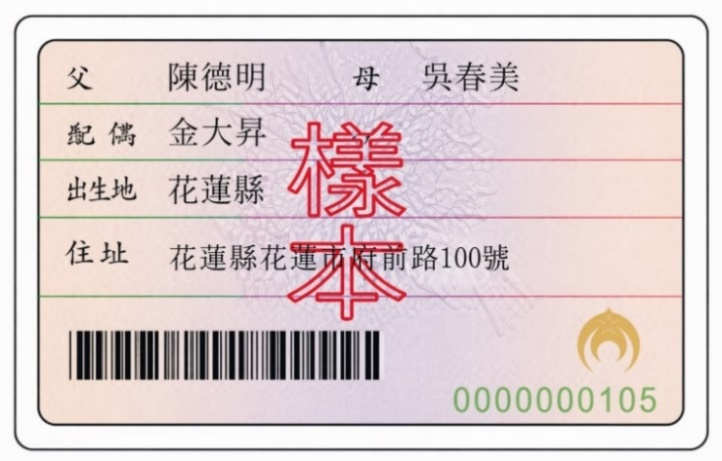 父 陳德明 母 吳春美
配偶 金大昇
出生地 花蓮縣
住址 花蓮縣花蓮市府前路100號
樣本
0000000105